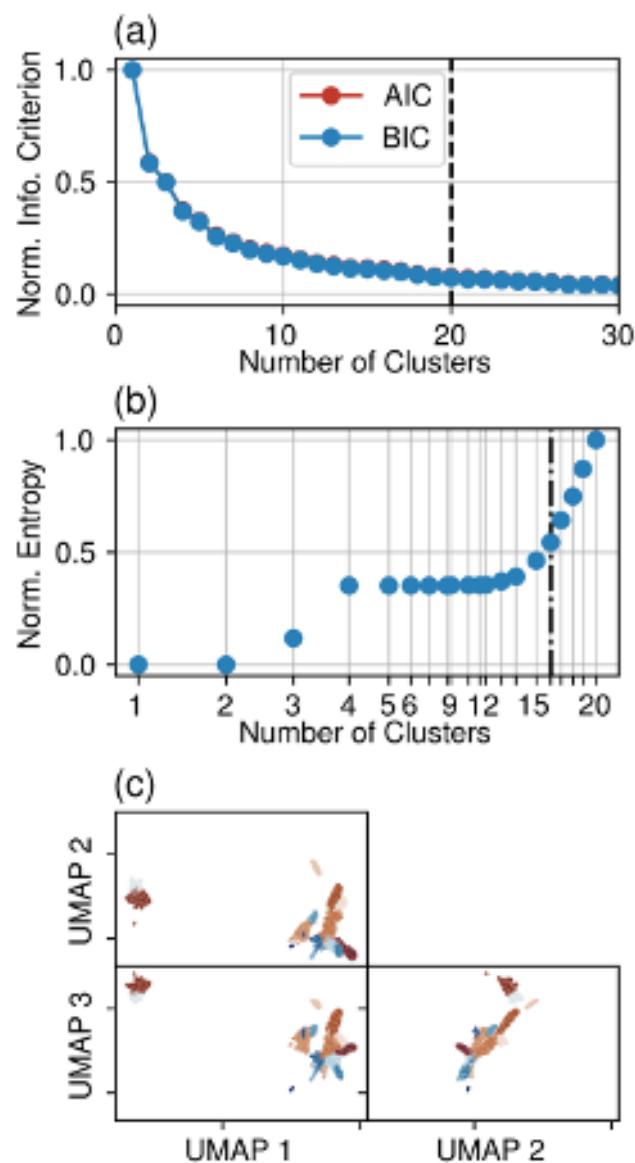 (a)
Norm. Info. Criterion
1.0
0.5
0.0
AIC
BIC
0 10 20 30
Number of Clusters
(b)
Norm. Entropy
1.0
0.5
0.0
1 2 3 4 5 6 9 12 15 20
Number of Clusters
(c)
UMAP 2
UMAP 3
UMAP 1 UMAP 2